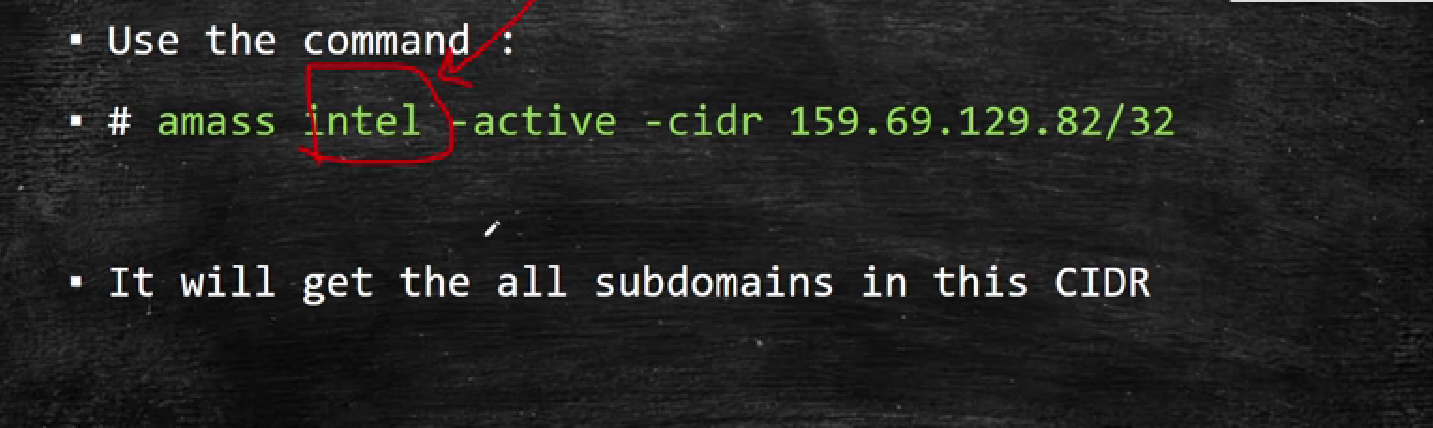 ▪ Use the command :
▪ # amass intel -active -cidr 159.69.129.82/32
▪ It will get the all subdomains in this CIDR